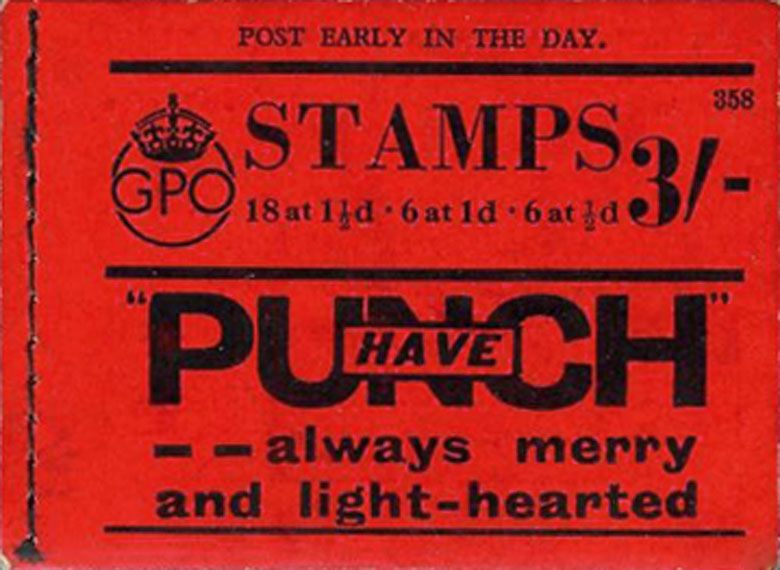 POST EARLY IN THE DAY.
358
GPO
STAMPS 3/-
18 at 1½d · 6 at 1d · 6 at ½d
"PUNCH"
HAVE
– – always merry
and light-hearted